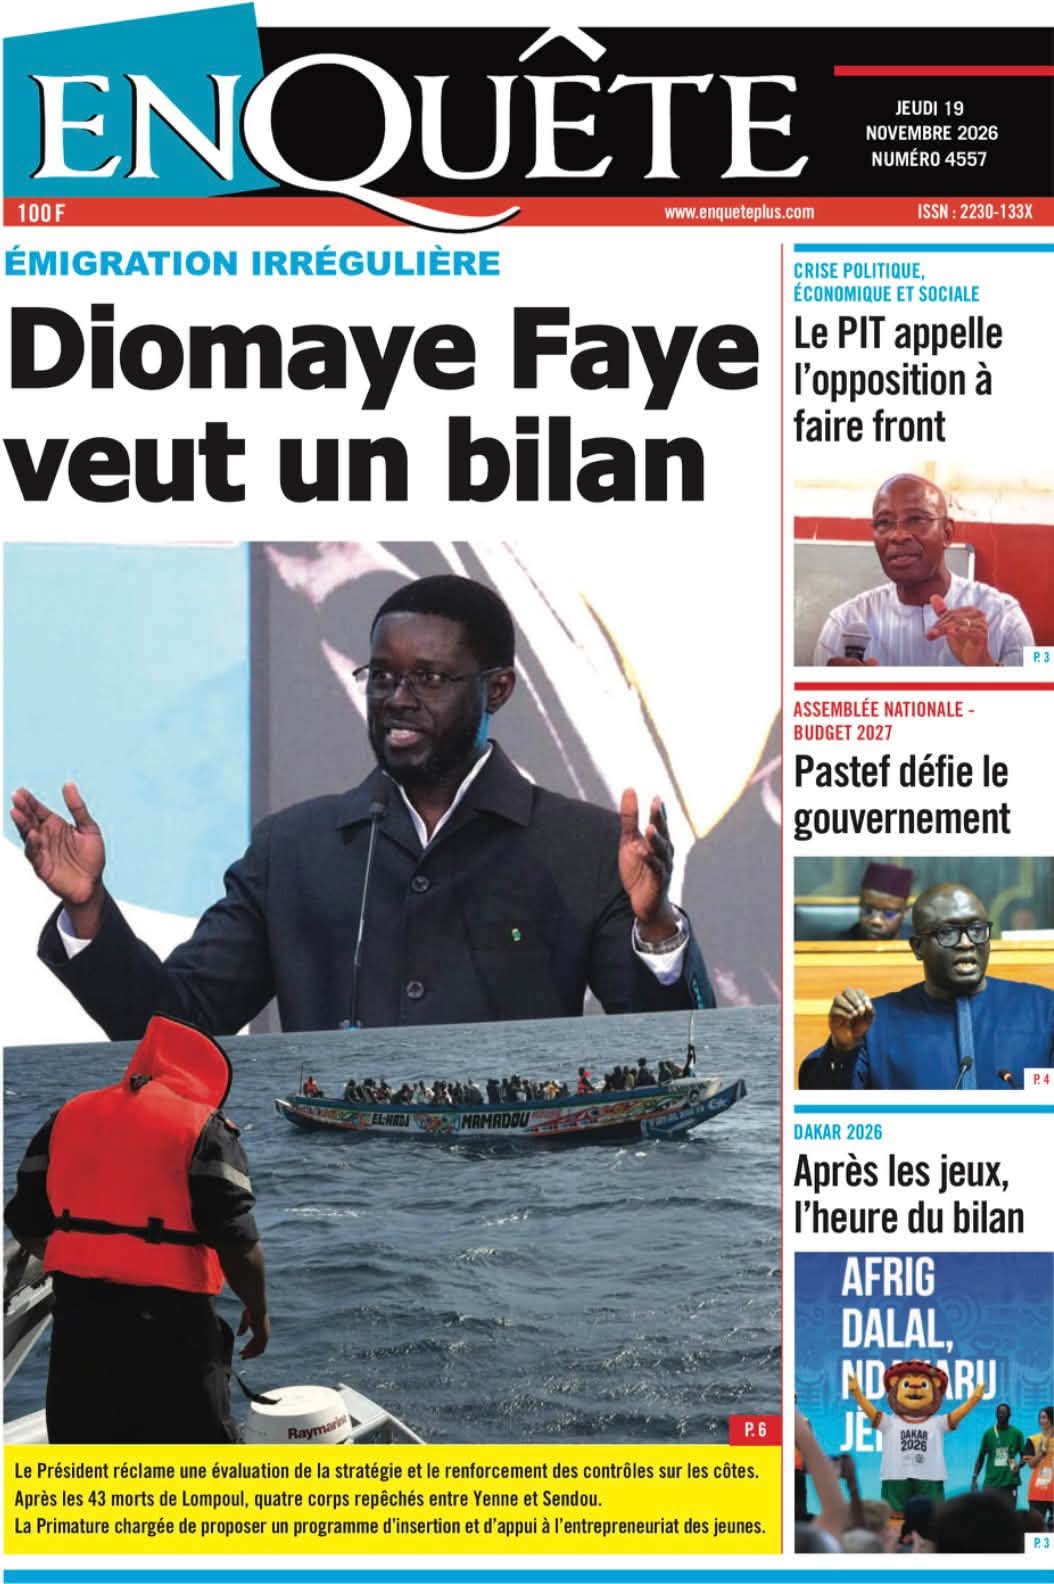 ENQUÊTE
JEUDI 19
NOVEMBRE 2026
NUMÉRO 4557
100 F
www.enqueteplus.com
ISSN : 2230-133X
ÉMIGRATION IRRÉGULIÈRE
Diomaye Faye
veut un bilan
EL-HADJ
MAMADOU
Raymarine
P. 6
Le Président réclame une évaluation de la stratégie et le renforcement des contrôles sur les côtes.
Après les 43 morts de Lompoul, quatre corps repêchés entre Yenne et Sendou.
La Primature chargée de proposer un programme d'insertion et d'appui à l'entrepreneuriat des jeunes.
CRISE POLITIQUE,
ÉCONOMIQUE ET SOCIALE
Le PIT appelle
l'opposition à
faire front
P. 3
ASSEMBLÉE NATIONALE -
BUDGET 2027
Pastef défie le
gouvernement
P. 4
DAKAR 2026
Après les jeux,
l'heure du bilan
AFRIG
DALAL,
DAKAR
2026
P. 3